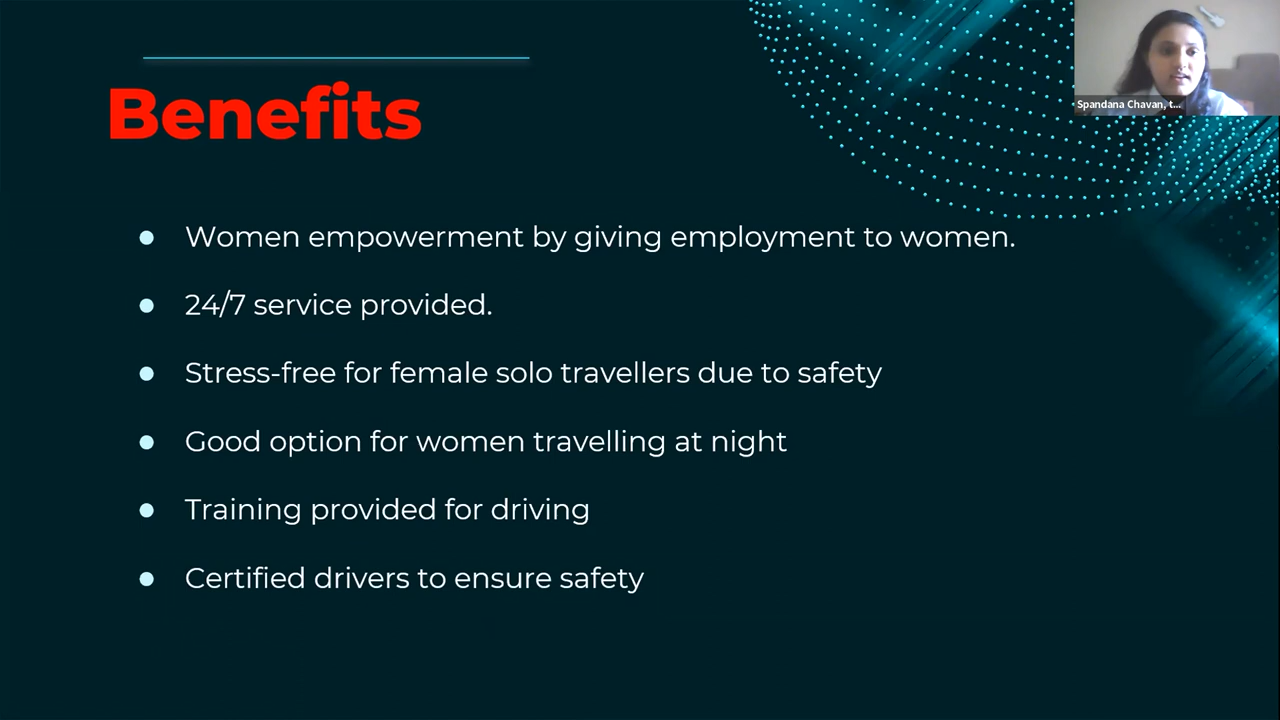 Benefits
Spandana Chavan, t...
● Women empowerment by giving employment to women.
● 24/7 service provided.
● Stress-free for female solo travellers due to safety
● Good option for women travelling at night
● Training provided for driving
● Certified drivers to ensure safety